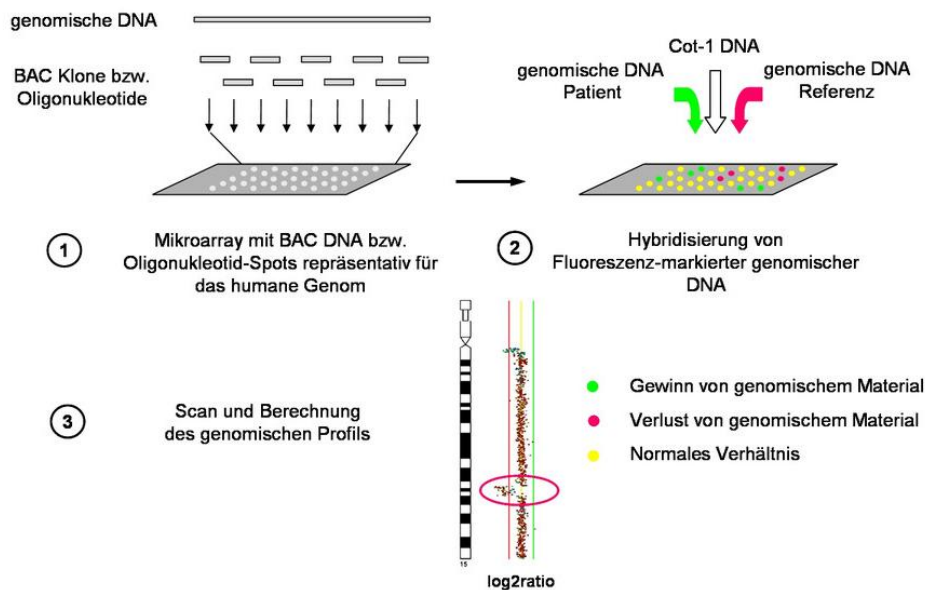 genomische DNA
BAC Klone bzw.
Oligonukleotide
Cot-1 DNA
genomische DNA
Patient
genomische DNA
Referenz
1
Mikroarray mit BAC DNA bzw.
Oligonukleotid-Spots repräsentativ für
das humane Genom
2
Hybridisierung von
Fluoreszenz-markierter genomischer
DNA
3
Scan und Berechnung
des genomischen Profils
Gewinn von genomischem Material
Verlust von genomischem Material
Normales Verhältnis
15
log2ratio